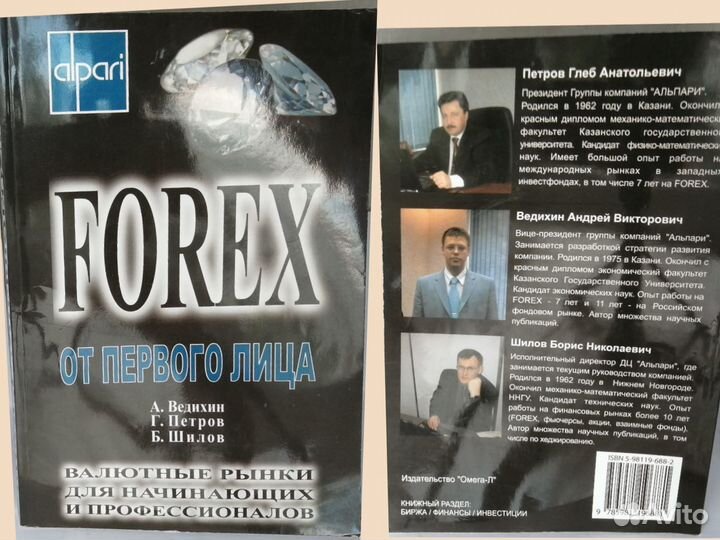 alpari
FOREX
ОТ ПЕРВОГО ЛИЦА
А. Ведихин
Г. Петров
Б. Шилов
ВАЛЮТНЫЕ РЫНКИ
ДЛЯ НАЧИНАЮЩИХ
И ПРОФЕССИОНАЛОВ
Петров Глеб Анатольевич
Президент Группы компаний "АЛЬПАРИ".
Родился в 1962 году в Казани. Окончил
красным дипломом механико-математическ
факультет Казанского государственног
университета. Кандидат физико-математически
наук. Имеет большой опыт работы на
международных рынках в западных
инвестфондах, в том числе 7 лет на FOREX.
Ведихин Андрей Викторович
Вице-президент группы компаний "Альпари".
Занимается разработкой стратегии развития
компании. Родился в 1975 в Казани. Окончил с
красным дипломом экономический факультет
Казанского Государственного Университета.
Кандидат экономических наук. Опыт работы на
FOREX - 7 лет и 11 лет - на Российском
фондовом рынке. Автор множества научных
публикаций.
Шилов Борис Николаевич
Исполнительный директор ДЦ "Альпари", где
занимается текущим руководством компанией.
Родился в 1962 году в Нижнем Новгороде.
Окончил механико-математический факультет
ННГУ. Кандидат технических наук. Опыт
работы на финансовых рынках более 10 лет
(FOREX, фьючерсы, акции, взаимные фонды).
Автор множества научных публикаций, в том
числе по хеджированию.
ISBN 5-98119-688-2
Издательство "Омега-Л"
КНИЖНЫЙ РАЗДЕЛ:
БИРЖА / ФИНАНСЫ / ИНВЕСТИЦИИ
Avito